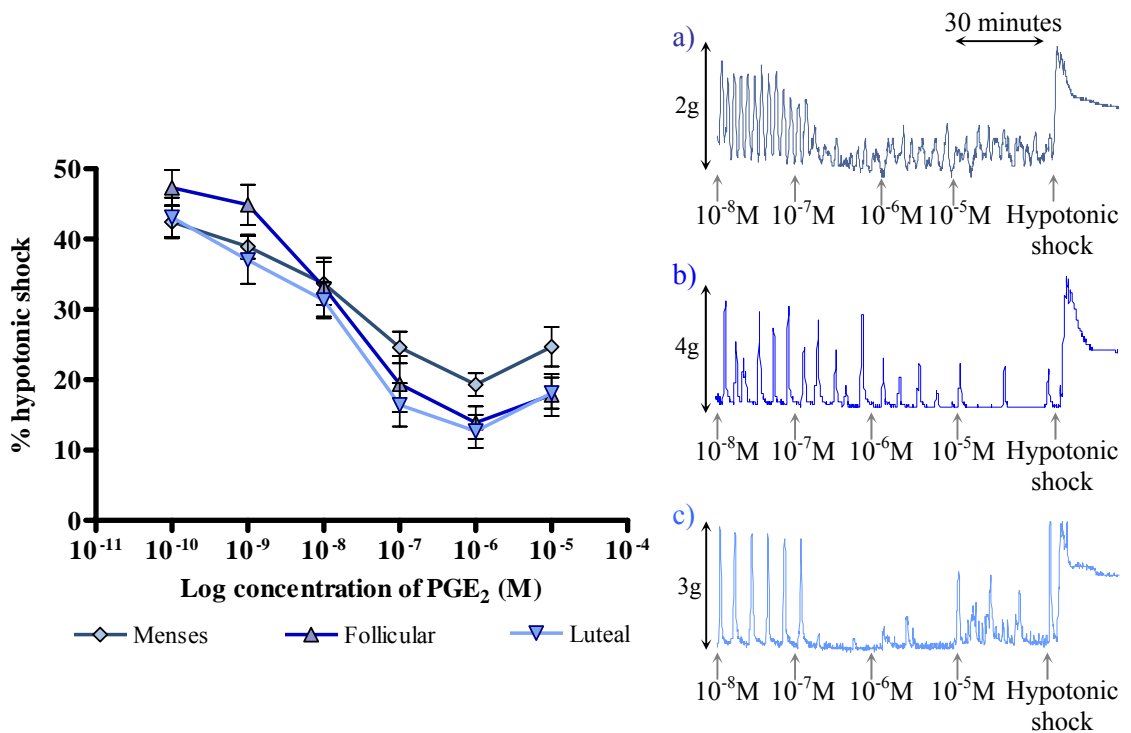 50
40
30
20
10
0
% hypotonic shock
10-11 10-10 10-9 10-8 10-7 10-6 10-5 10-4
Log concentration of PGE2 (M)
Menses Follicular Luteal
a)
30 minutes
2g
10-8M 10-7M 10-6M 10-5M Hypotonic
shock
b)
4g
10-8M 10-7M 10-6M 10-5M Hypotonic
shock
c)
3g
10-8M 10-7M 10-6M 10-5M Hypotonic
shock